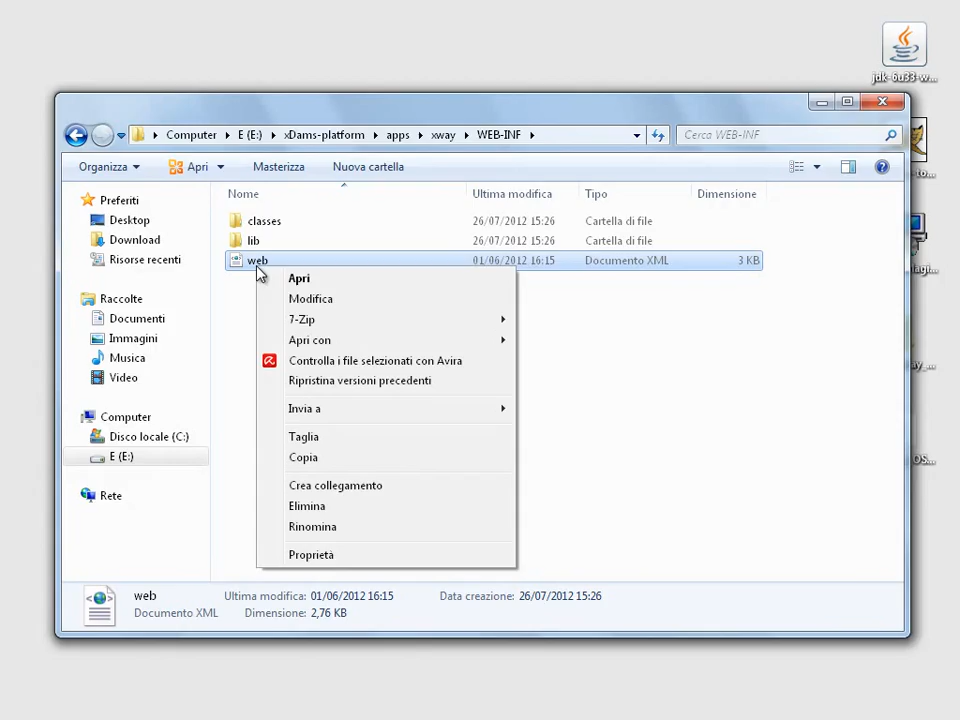 jdk-6u33-w...
Computer E (E:) xDams-platform apps xway WEB-INF
Cerca WEB-INF
Organizza Apri Masterizza Nuova cartella
Nome Ultima modifica Tipo Dimensione
Preferiti
Desktop
Download
Risorse recenti
Raccolte
Documenti
Immagini
Musica
Video
Computer
Disco locale (C:)
E (E:)
Rete
classes 26/07/2012 15:26 Cartella di file
lib 26/07/2012 15:26 Cartella di file
web 01/06/2012 16:15 Documento XML 3 KB
Apri
Modifica
7-Zip
Apri con
Controlla i file selezionati con Avira
Ripristina versioni precedenti
Invia a
Taglia
Copia
Crea collegamento
Elimina
Rinomina
Proprietà
web Ultima modifica: 01/06/2012 16:15 Data creazione: 26/07/2012 15:26
Documento XML Dimensione: 2,76 KB